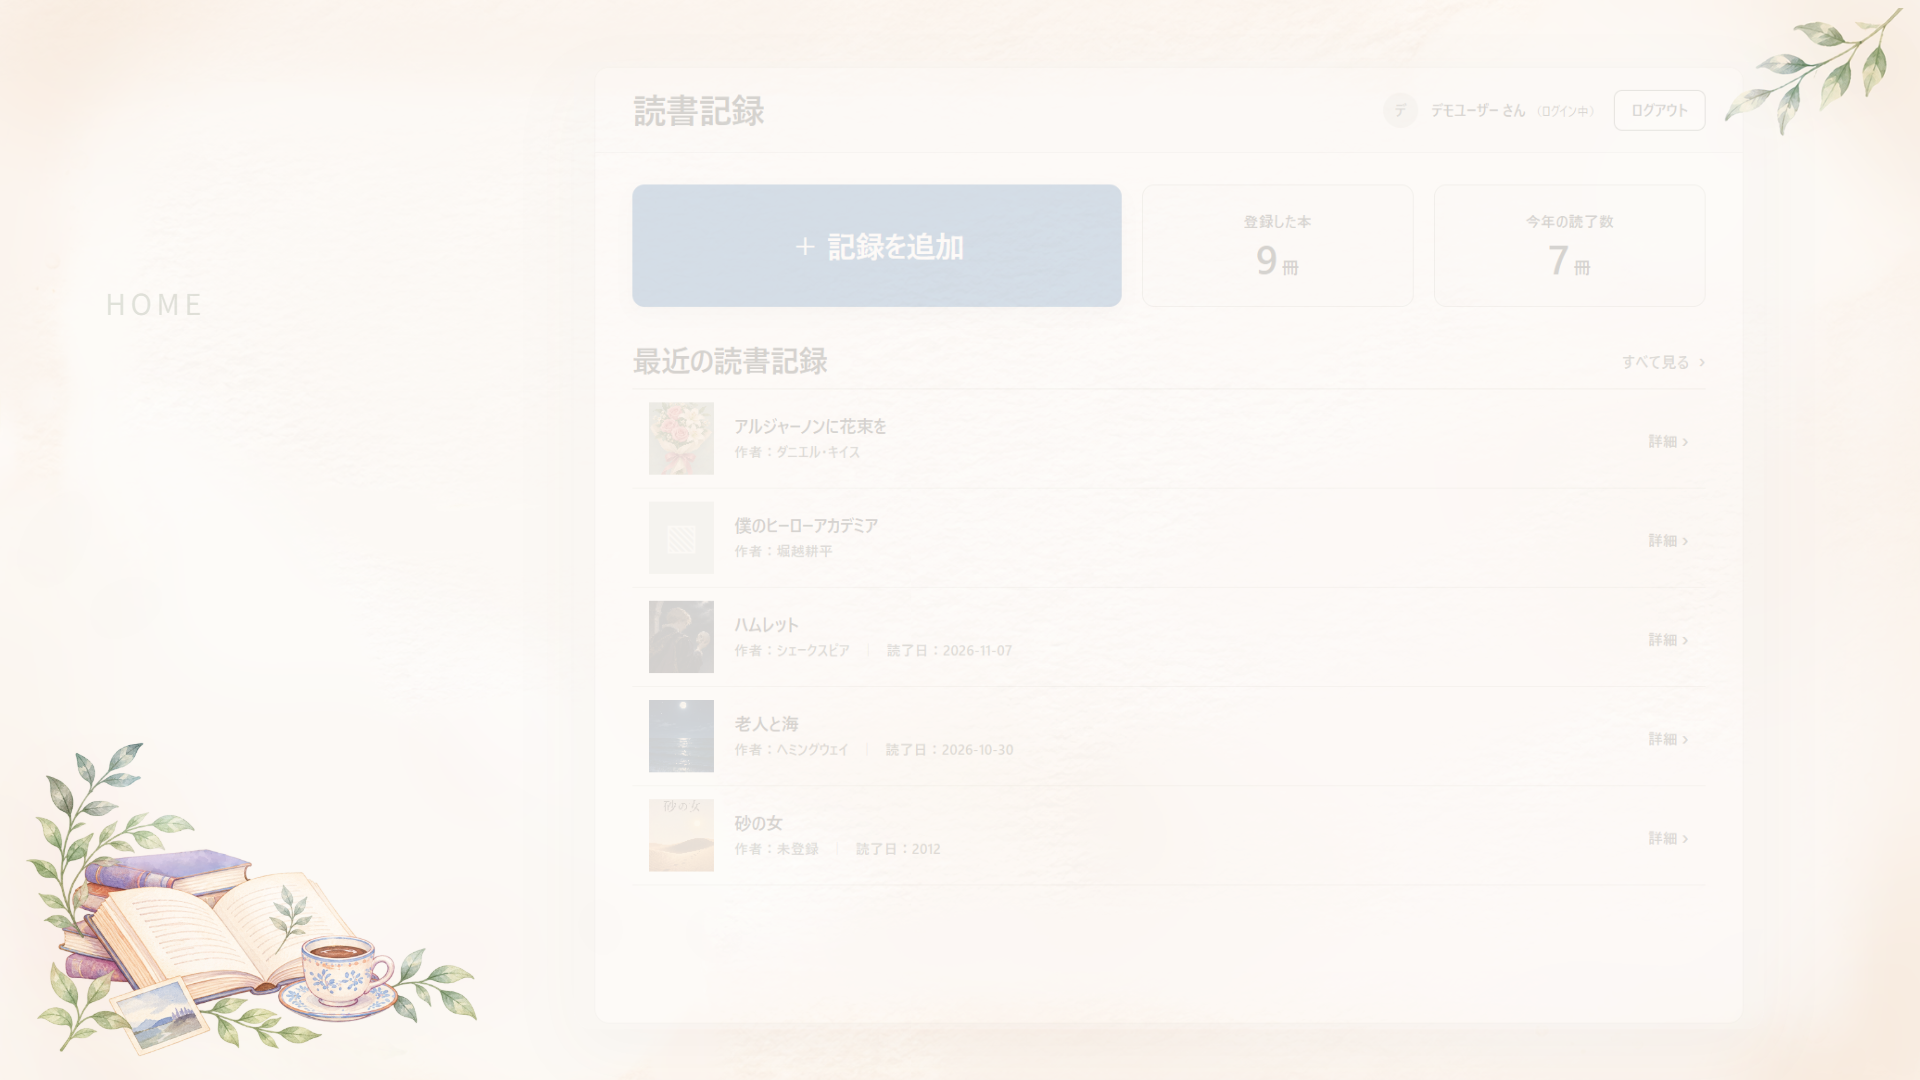 読書記録
デ デモユーザー さん (ログイン中) ログアウト
HOME
+ 記録を追加
登録した本
9 冊
今年の読了数
7 冊
最近の読書記録
すべて見る ›
アルジャーノンに花束を
作者：ダニエル・キイス
詳細 ›
僕のヒーローアカデミア
作者：堀越耕平
詳細 ›
ハムレット
作者：シェークスピア | 読了日：2026-11-07
詳細 ›
老人と海
作者：ヘミングウェイ | 読了日：2026-10-30
詳細 ›
砂の女
砂の女
作者：未登録 | 読了日：2012
詳細 ›